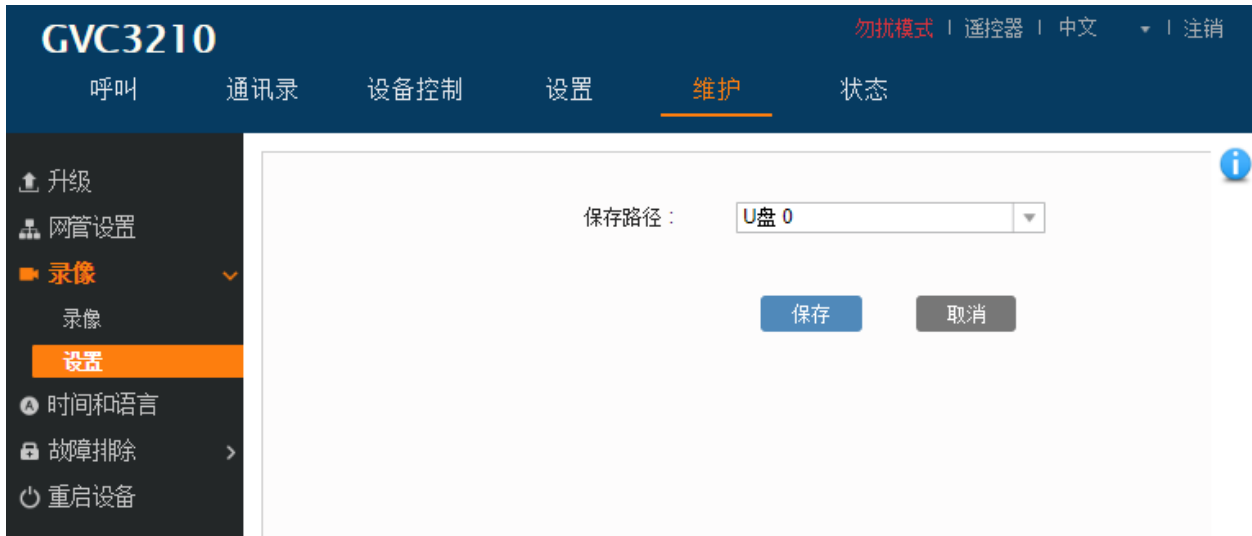 GVC3210
勿扰模式 | 遥控器 | 中文 | 注销
呼叫 通讯录 设备控制 设置 维护 状态
升级
网管设置
录像
录像
设置
时间和语言
故障排除
重启设备
保存路径：
U盘 0
保存 取消